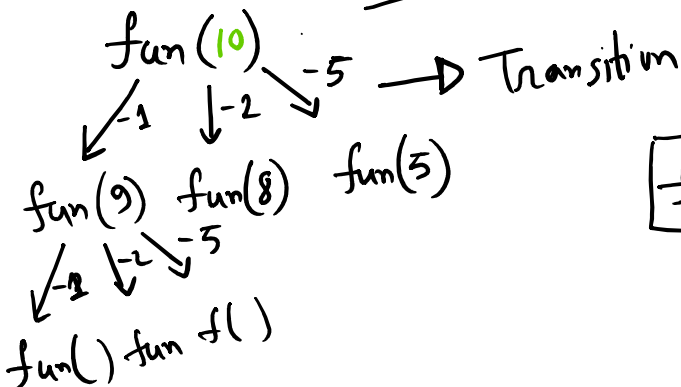 fun(10)
-1 -2 -5 Transition
fun(9) fun(8) fun(5)
-1 -2 -5
fun() fun f()